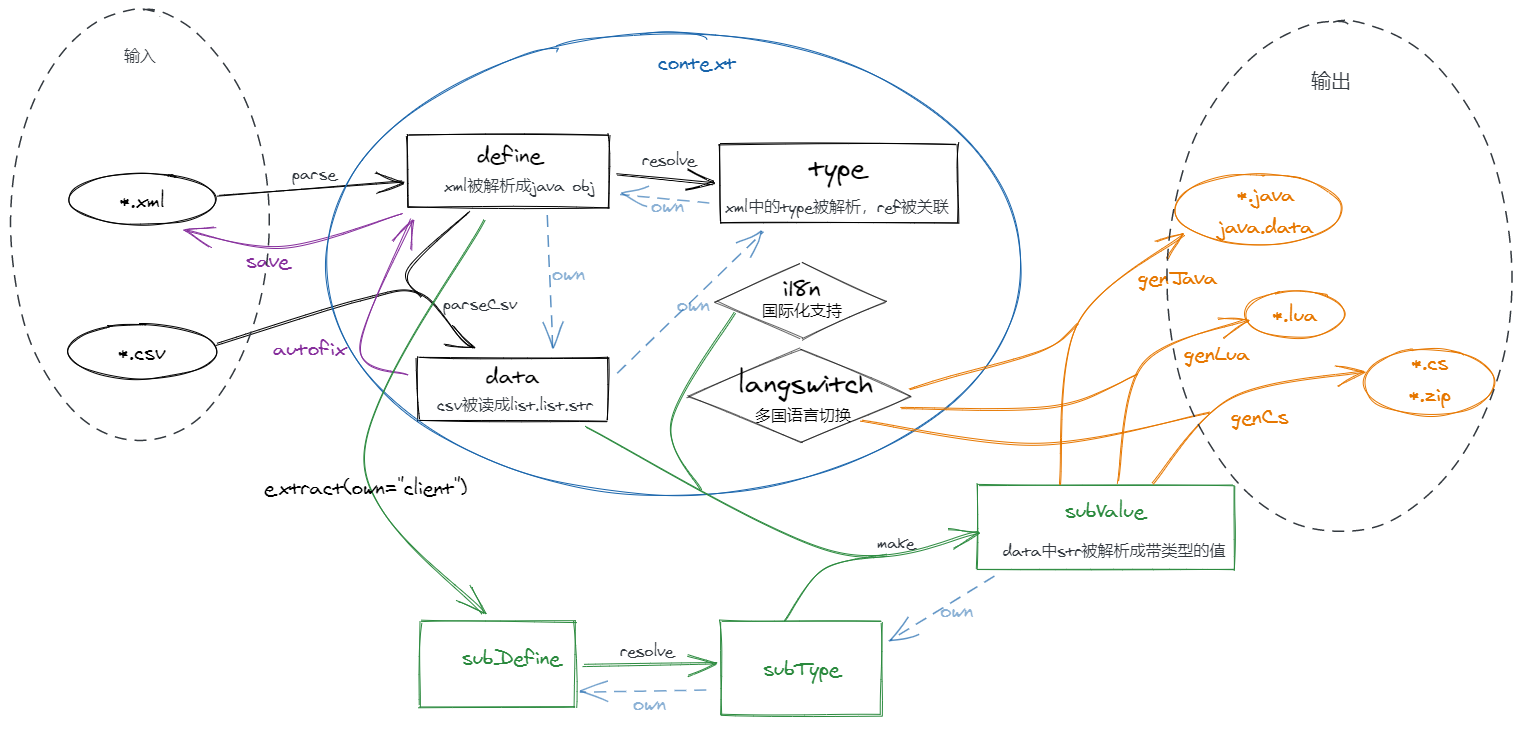 输入
context
输出
define
xml被解析成java obj
resolve
type
xml中的type被解析，ref被关联
own
parse
*.xml
save
*.java
java.data
own
own
i18n
国际化支持
genJava
parseCsv
*.csv
autofix
data
csv被读成list.list.str
langswitch
多国语言切换
*.lua
genLua
*.cs
*.zip
genCs
extract(own="client")
subValue
data中str被解析成带类型的值
make
own
subDefine
resolve
subType
own